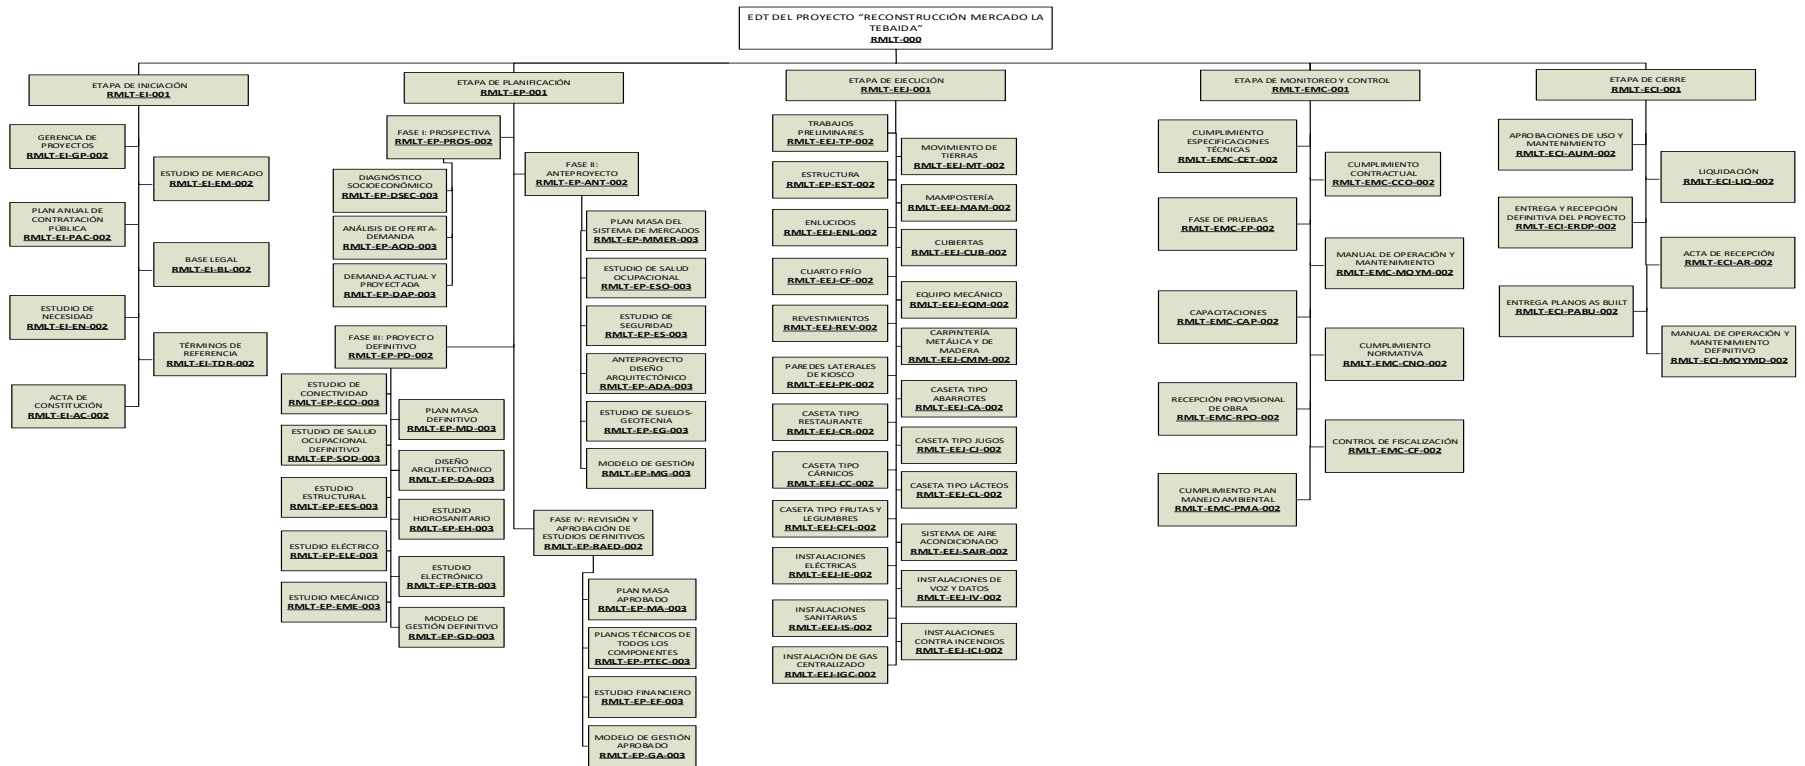 EDT DEL PROYECTO "RECONSTRUCCIÓN MERCADO LA
TEBAIDA"
RMLT-000
ETAPA DE INICIACIÓN
RMLT-EI-001
GERENCIA DE
PROYECTOS
RMLT-EI-GP-002
ESTUDIO DE MERCADO
RMLT-EI-EM-002
PLAN ANUAL DE
CONTRATACIÓN
PÚBLICA
RMLT-EI-PAC-002
BASE LEGAL
RMLT-EI-BL-002
ESTUDIO DE
NECESIDAD
RMLT-EI-EN-002
TÉRMINOS DE
REFERENCIA
RMLT-EI-TDR-002
ACTA DE
CONSTITUCIÓN
RMLT-EI-AC-002
ETAPA DE PLANIFICACIÓN
RMLT-EP-001
FASE I: PROSPECTIVA
RMLT-EP-PROS-002
DIAGNÓSTICO
SOCIOECONÓMICO
RMLT-EP-DSEC-003
ANÁLISIS DE OFERTA-
DEMANDA
RMLT-EP-AOD-003
DEMANDA ACTUAL Y
PROYECTADA
RMLT-EP-DAP-003
FASE II:
ANTEPROYECTO
RMLT-EP-ANT-002
PLAN MASA DEL
SISTEMA DE MERCADOS
RMLT-EP-MMER-003
ESTUDIO DE SALUD
OCUPACIONAL
RMLT-EP-ESO-003
ESTUDIO DE
SEGURIDAD
RMLT-EP-ES-003
ANTEPROYECTO
DISEÑO
ARQUITECTÓNICO
RMLT-EP-ADA-003
ESTUDIO DE SUELOS-
GEOTECNIA
RMLT-EP-EG-003
MODELO DE GESTIÓN
RMLT-EP-MG-003
FASE III: PROYECTO
DEFINITIVO
RMLT-EP-PD-002
ESTUDIO DE
CONECTIVIDAD
RMLT-EP-ECO-003
PLAN MASA
DEFINITIVO
RMLT-EP-MD-003
ESTUDIO DE SALUD
OCUPACIONAL
DEFINITIVO
RMLT-EP-SOD-003
DISEÑO
ARQUITECTÓNICO
RMLT-EP-DA-003
ESTUDIO
ESTRUCTURAL
RMLT-EP-EES-003
ESTUDIO
HIDROSANITARIO
RMLT-EP-EH-003
ESTUDIO ELÉCTRICO
RMLT-EP-ELE-003
ESTUDIO
ELECTRÓNICO
RMLT-EP-ETR-003
ESTUDIO MECÁNICO
RMLT-EP-EME-003
MODELO DE
GESTIÓN DEFINITIVO
RMLT-EP-GD-003
FASE IV: REVISIÓN Y
APROBACIÓN DE
ESTUDIOS DEFINITIVOS
RMLT-EP-RAED-002
PLAN MASA
APROBADO
RMLT-EP-MA-003
PLANOS TÉCNICOS DE
TODOS LOS
COMPONENTES
RMLT-EP-PTEC-003
ESTUDIO FINANCIERO
RMLT-EP-EF-003
MODELO DE GESTIÓN
APROBADO
RMLT-EP-GA-003
ETAPA DE EJECUCIÓN
RMLT-EEJ-001
TRABAJOS
PRELIMINARES
RMLT-EEJ-TP-002
MOVIMIENTO DE
TIERRAS
RMLT-EEJ-MT-002
ESTRUCTURA
RMLT-EP-EST-002
MAMPOSTERÍA
RMLT-EEJ-MAM-002
ENLUCIDOS
RMLT-EEJ-ENL-002
CUBIERTAS
RMLT-EEJ-CUB-002
CUARTO FRÍO
RMLT-EEJ-CF-002
EQUIPO MECÁNICO
RMLT-EEJ-EQM-002
REVESTIMIENTOS
RMLT-EEJ-REV-002
CARPINTERÍA
METÁLICA Y DE
MADERA
RMLT-EEJ-CMM-002
PAREDES LATERALES
DE KIOSCO
RMLT-EEJ-PK-002
CASETA TIPO
ABARROTES
RMLT-EEJ-CA-002
CASETA TIPO
RESTAURANTE
RMLT-EEJ-CR-002
CASETA TIPO JUGOS
RMLT-EEJ-CJ-002
CASETA TIPO
CÁRNICOS
RMLT-EEJ-CC-002
CASETA TIPO LÁCTEOS
RMLT-EEJ-CL-002
CASETA TIPO FRUTAS Y
LEGUMBRES
RMLT-EEJ-CFL-002
SISTEMA DE AIRE
ACONDICIONADO
RMLT-EEJ-SAIR-002
INSTALACIONES
ELÉCTRICAS
RMLT-EEJ-IE-002
INSTALACIONES DE
VOZ Y DATOS
RMLT-EEJ-IV-002
INSTALACIONES
SANITARIAS
RMLT-EEJ-IS-002
INSTALACIONES
CONTRA INCENDIOS
RMLT-EEJ-ICI-002
INSTALACIÓN DE GAS
CENTRALIZADO
RMLT-EEJ-IGC-002
ETAPA DE MONITOREO Y CONTROL
RMLT-EMC-001
CUMPLIMIENTO
ESPECIFICACIONES
TÉCNICAS
RMLT-EMC-CET-002
CUMPLIMIENTO
CONTRACTUAL
RMLT-EMC-CCO-002
FASE DE PRUEBAS
RMLT-EMC-FP-002
MANUAL DE OPERACIÓN Y
MANTENIMIENTO
RMLT-EMC-MOYM-002
CAPACITACIONES
RMLT-EMC-CAP-002
CUMPLIMIENTO
NORMATIVA
RMLT-EMC-CNO-002
RECEPCIÓN PROVISIONAL
DE OBRA
RMLT-EMC-RPO-002
CONTROL DE FISCALIZACIÓN
RMLT-EMC-CF-002
CUMPLIMIENTO PLAN
MANEJO AMBIENTAL
RMLT-EMC-PMA-002
ETAPA DE CIERRE
RMLT-ECI-001
APROBACIONES DE USO Y
MANTENIMIENTO
RMLT-ECI-AUM-002
LIQUIDACIÓN
RMLT-ECI-LIQ-002
ENTREGA Y RECEPCIÓN
DEFINITIVA DEL PROYECTO
RMLT-ECI-ERDP-002
ACTA DE RECEPCIÓN
RMLT-ECI-AR-002
ENTREGA PLANOS AS BUILT
RMLT-ECI-PABU-002
MANUAL DE OPERACIÓN Y
MANTENIMIENTO
DEFINITIVO
RMLT-ECI-MOYMD-002